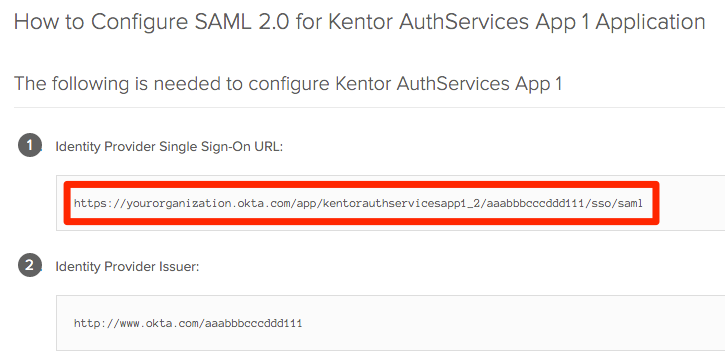 How to Configure SAML 2.0 for Kentor AuthServices App 1 Application
The following is needed to configure Kentor AuthServices App 1
1 Identity Provider Single Sign-On URL:
https://yourorganization.okta.com/app/kentorauthservicesapp1_2/aaabbbcccddd111/sso/saml
2 Identity Provider Issuer:
http://www.okta.com/aaabbbcccddd111